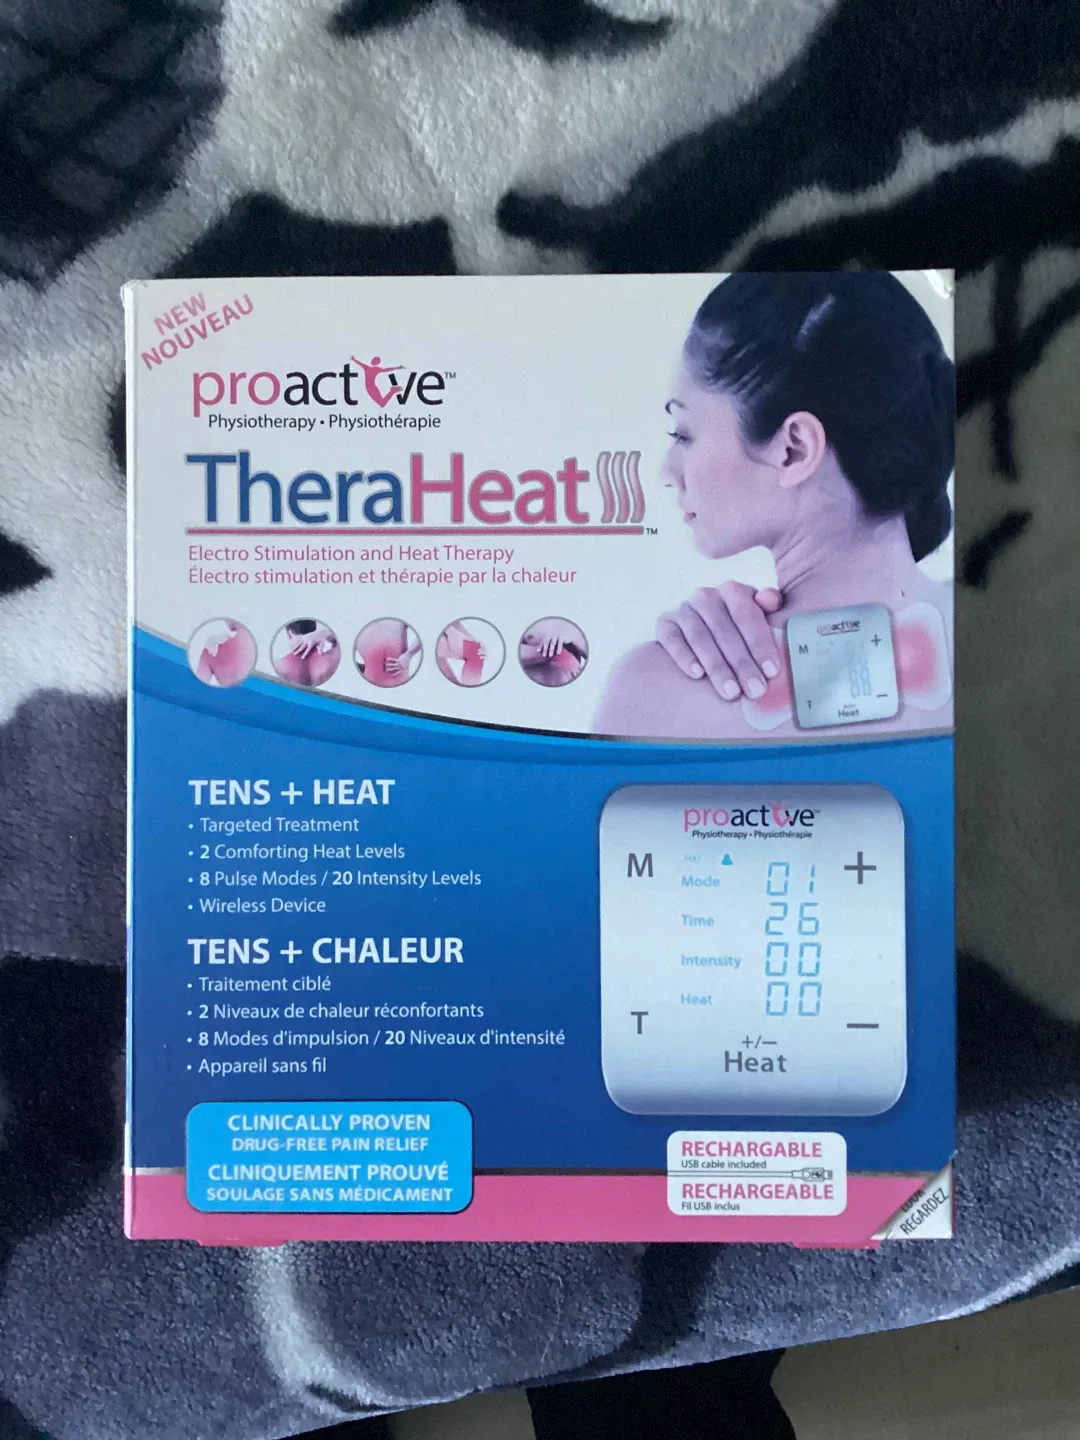 NEW
NOUVEAU
proactive™
Physiotherapy • Physiothérapie
TheraHeat™
Electro Stimulation and Heat Therapy
Électro stimulation et thérapie par la chaleur
proactive
M
+
T
−
Heat
TENS + HEAT
• Targeted Treatment
• 2 Comforting Heat Levels
• 8 Pulse Modes / 20 Intensity Levels
• Wireless Device
TENS + CHALEUR
• Traitement ciblé
• 2 Niveaux de chaleur réconfortants
• 8 Modes d'impulsion / 20 Niveaux d'intensité
• Appareil sans fil
proactive™
Physiotherapy • Physiothérapie
M
+
Mode 01
Time 26
Intensity 00
Heat 00
T
−
+/−
Heat
CLINICALLY PROVEN
DRUG-FREE PAIN RELIEF
CLINIQUEMENT PROUVÉ
SOULAGE SANS MÉDICAMENT
RECHARGABLE
USB cable included
RECHARGEABLE
Fil USB inclus
LOOK
REGARDEZ